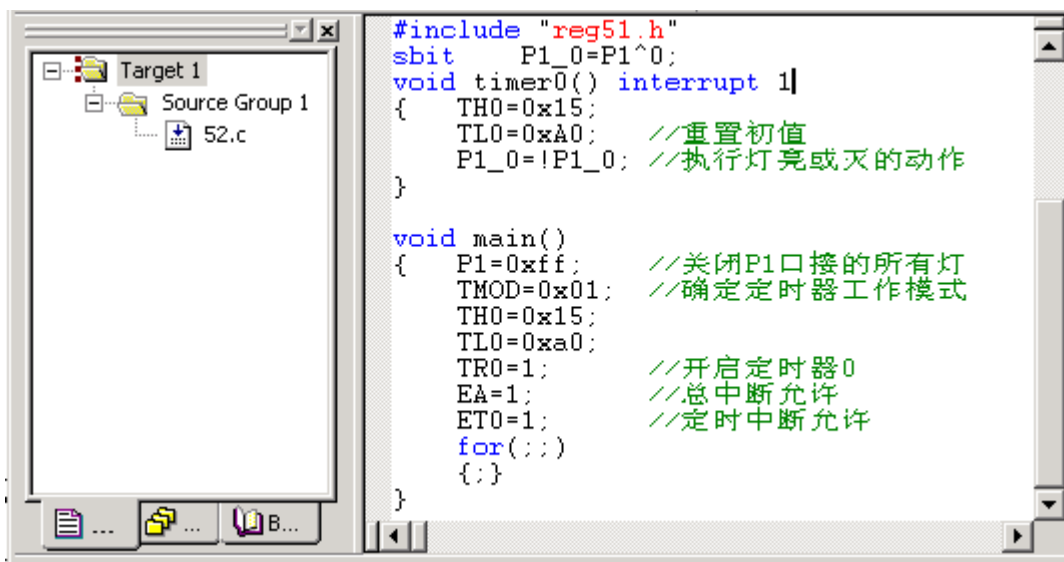 Target 1
Source Group 1
52.c
...
...
B...
#include "reg51.h"
sbit    P1_0=P1^0;
void timer0() interrupt 1
{   TH0=0x15;
    TL0=0xA0;    //重置初值
    P1_0=!P1_0; //执行灯亮或灭的动作
}
void main()
{   P1=0xff;    //关闭P1口接的所有灯
    TMOD=0x01;  //确定定时器工作模式
    TH0=0x15;
    TL0=0xa0;
    TR0=1;      //开启定时器0
    EA=1;       //总中断允许
    ET0=1;      //定时中断允许
    for(;;)
    {;}
}